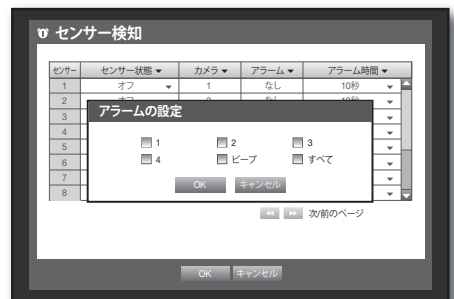 センサー検知
センサー センサー状態 カメラ アラーム アラーム時間
1 オフ 1 なし 10秒
2
3
4
5
6
7
8
アラームの設定
1 2 3
4 ビープ すべて
OK キャンセル
次/前のページ
OK キャンセル